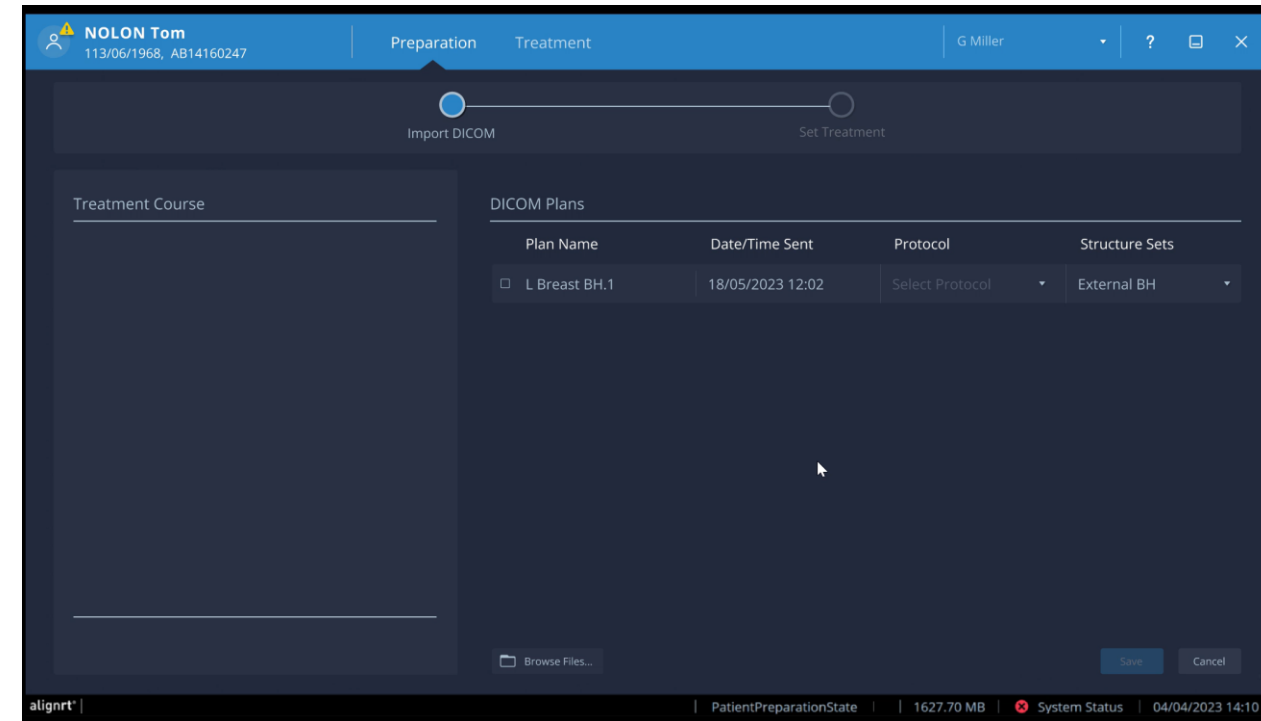 NOLON Tom
113/06/1968, AB14160247
Preparation Treatment
G Miller
?
Import DICOM
Set Treatment
Treatment Course
DICOM Plans
Plan Name Date/Time Sent Protocol Structure Sets
L Breast BH.1 18/05/2023 12:02 Select Protocol External BH
Browse Files...
Save Cancel
alignrt
PatientPreparationState 1627.70 MB System Status 04/04/2023 14:10